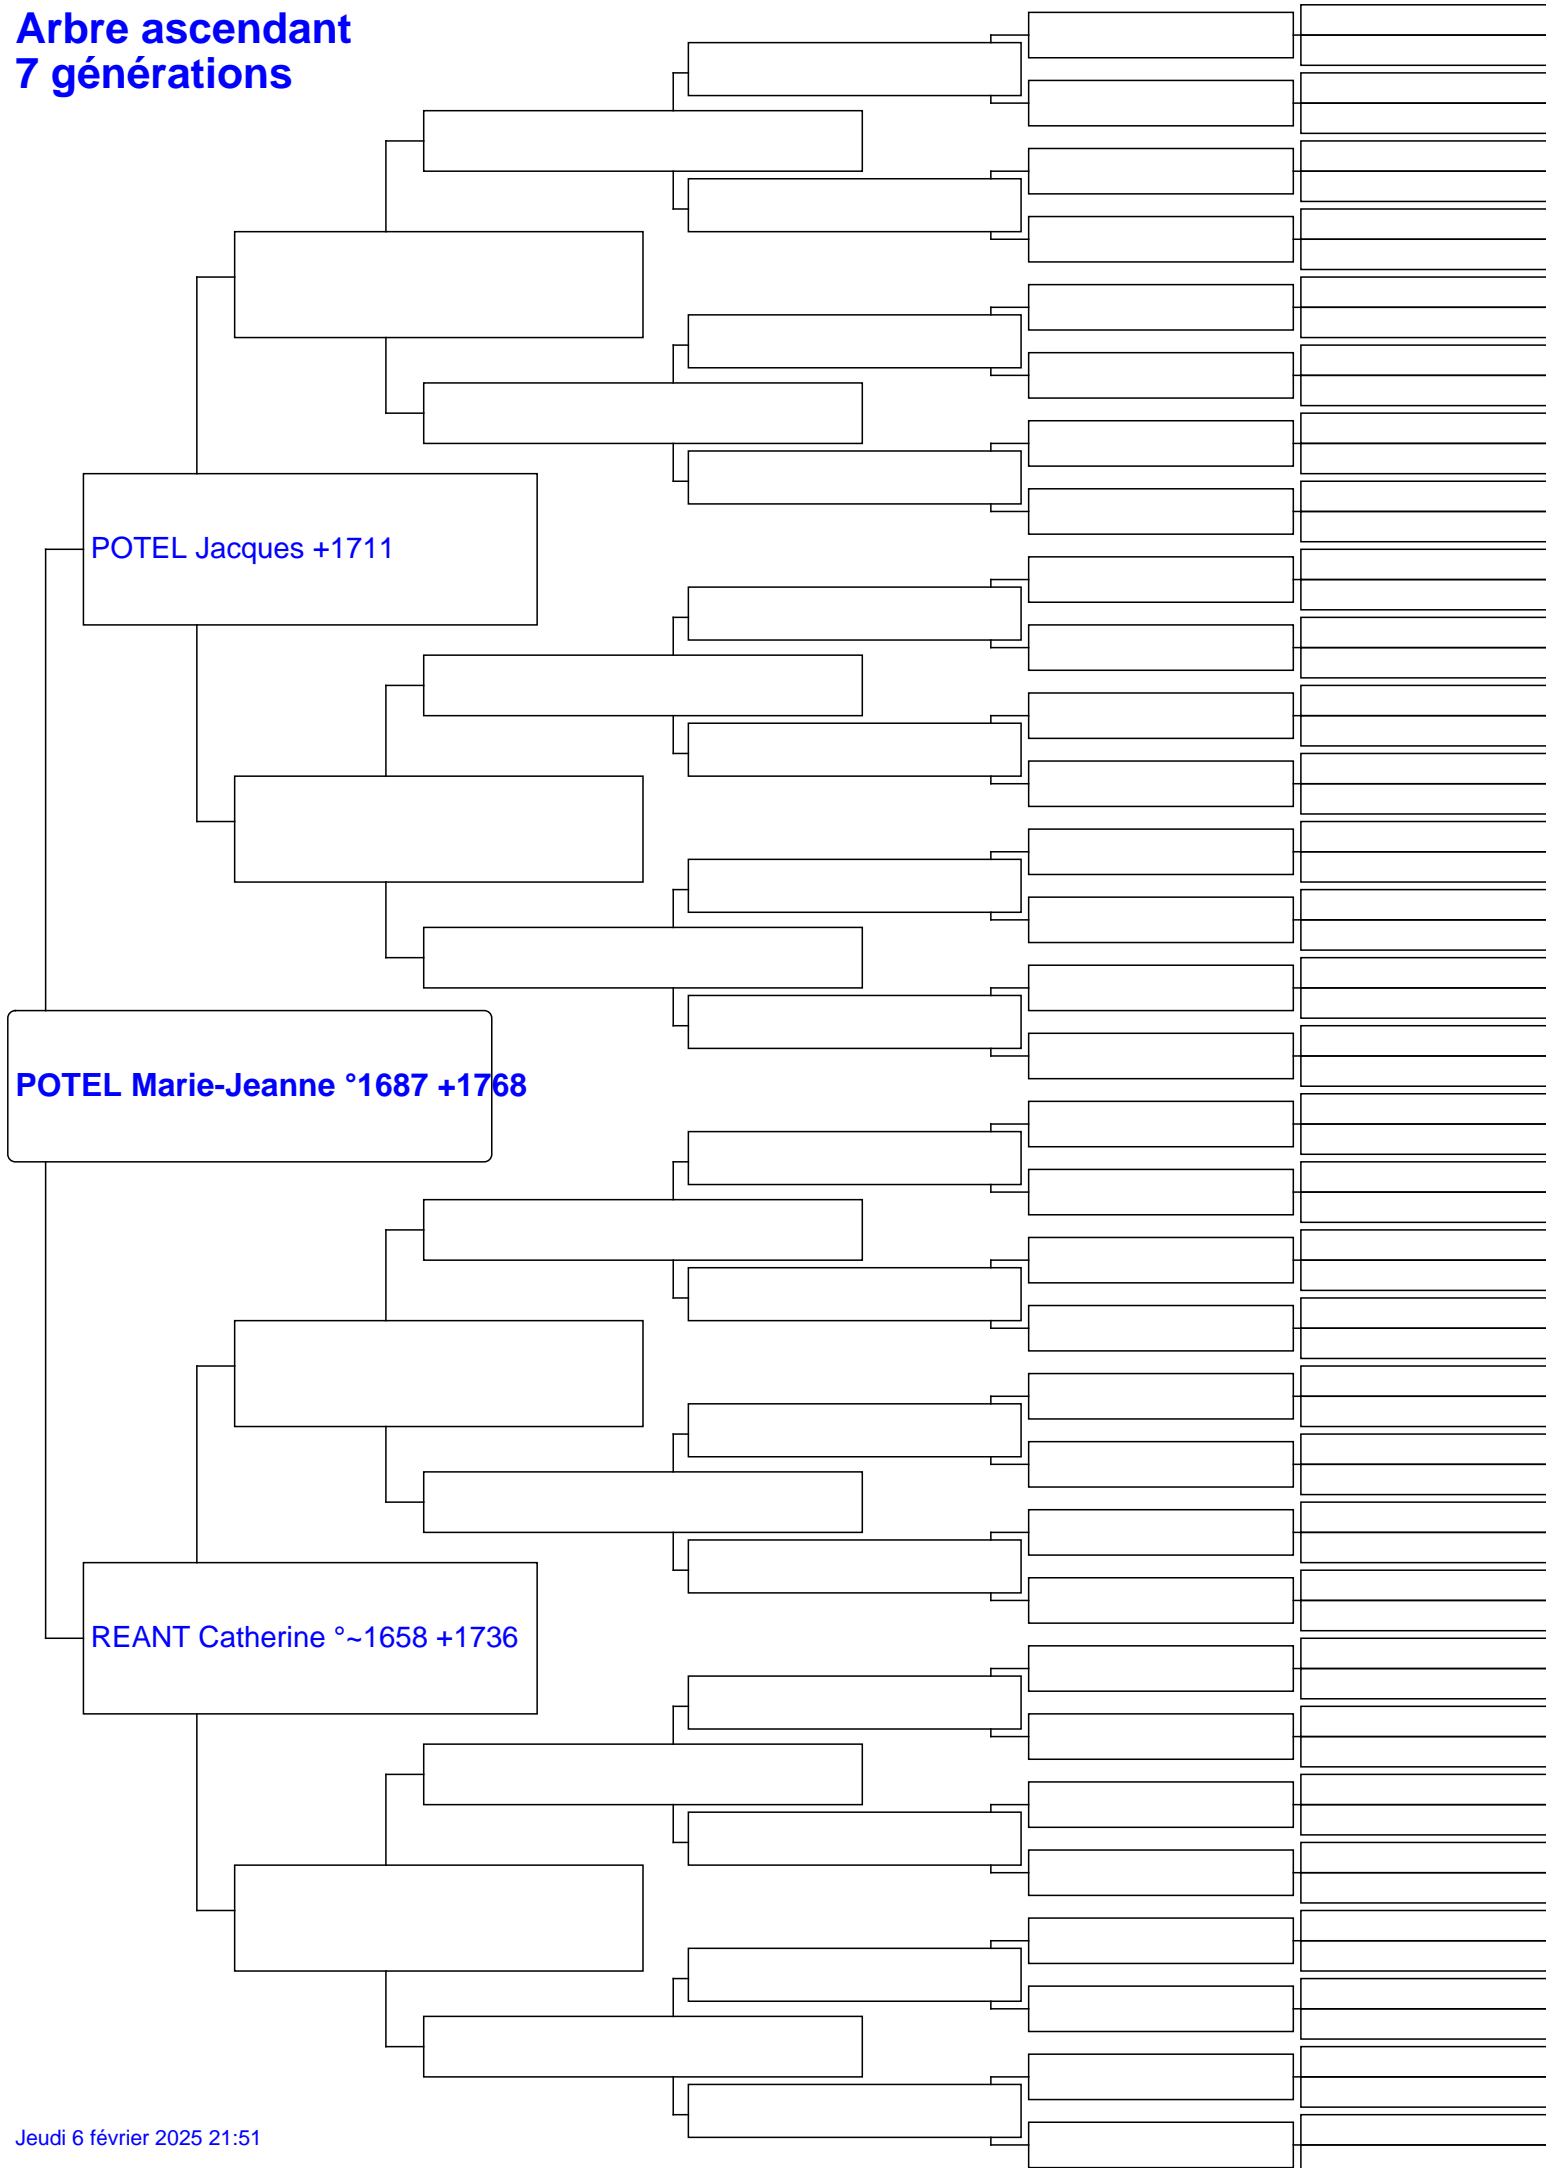 Arbre ascendant
7 générations
POTEL Jacques +1711
POTEL Marie-Jeanne °1687 +1768
REANT Catherine °~1658 +1736
Jeudi 6 février 2025 21:51